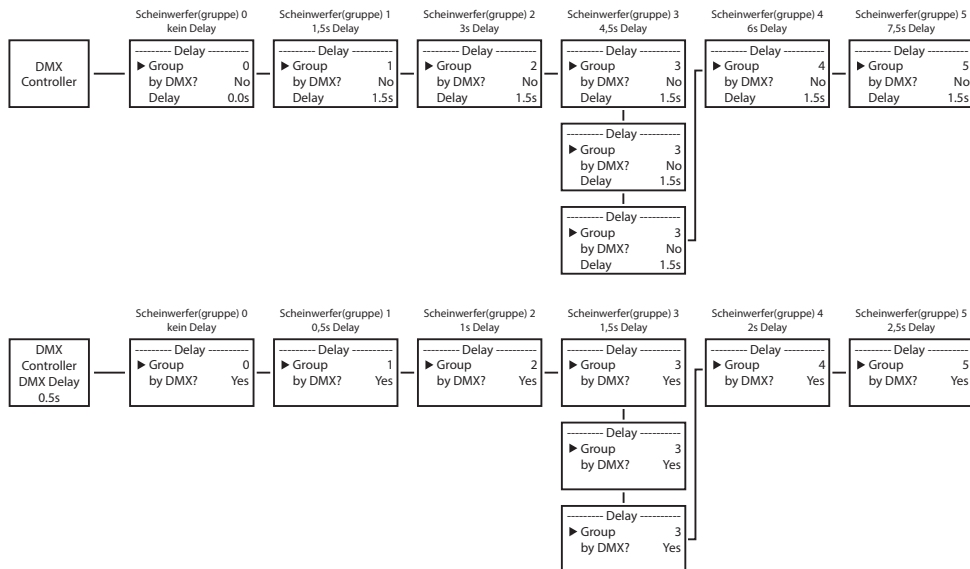 Scheinwerfer(gruppe) 0
kein Delay
Scheinwerfer(gruppe) 1
1,5s Delay
Scheinwerfer(gruppe) 2
3s Delay
Scheinwerfer(gruppe) 3
4,5s Delay
Scheinwerfer(gruppe) 4
6s Delay
Scheinwerfer(gruppe) 5
7,5s Delay
DMX
Controller
--------- Delay ----------
▶ Group 0
by DMX? No
Delay 0.0s
--------- Delay ----------
▶ Group 1
by DMX? No
Delay 1.5s
--------- Delay ----------
▶ Group 2
by DMX? No
Delay 1.5s
--------- Delay ----------
▶ Group 3
by DMX? No
Delay 1.5s
--------- Delay ----------
▶ Group 3
by DMX? No
Delay 1.5s
--------- Delay ----------
▶ Group 3
by DMX? No
Delay 1.5s
--------- Delay ----------
▶ Group 4
by DMX? No
Delay 1.5s
--------- Delay ----------
▶ Group 5
by DMX? No
Delay 1.5s
Scheinwerfer(gruppe) 0
kein Delay
Scheinwerfer(gruppe) 1
0,5s Delay
Scheinwerfer(gruppe) 2
1s Delay
Scheinwerfer(gruppe) 3
1,5s Delay
Scheinwerfer(gruppe) 4
2s Delay
Scheinwerfer(gruppe) 5
2,5s Delay
DMX
Controller
DMX Delay
0.5s
--------- Delay ----------
▶ Group 0
by DMX? Yes
--------- Delay ----------
▶ Group 1
by DMX? Yes
--------- Delay ----------
▶ Group 2
by DMX? Yes
--------- Delay ----------
▶ Group 3
by DMX? Yes
--------- Delay ----------
▶ Group 3
by DMX? Yes
--------- Delay ----------
▶ Group 3
by DMX? Yes
--------- Delay ----------
▶ Group 4
by DMX? Yes
--------- Delay ----------
▶ Group 5
by DMX? Yes